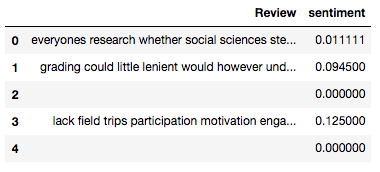 Review sentiment
0 everyones research whether social sciences ste... 0.011111
1 grading could little lenient would however und... 0.094500
2 0.000000
3 lack field trips participation motivation enga... 0.125000
4 0.000000